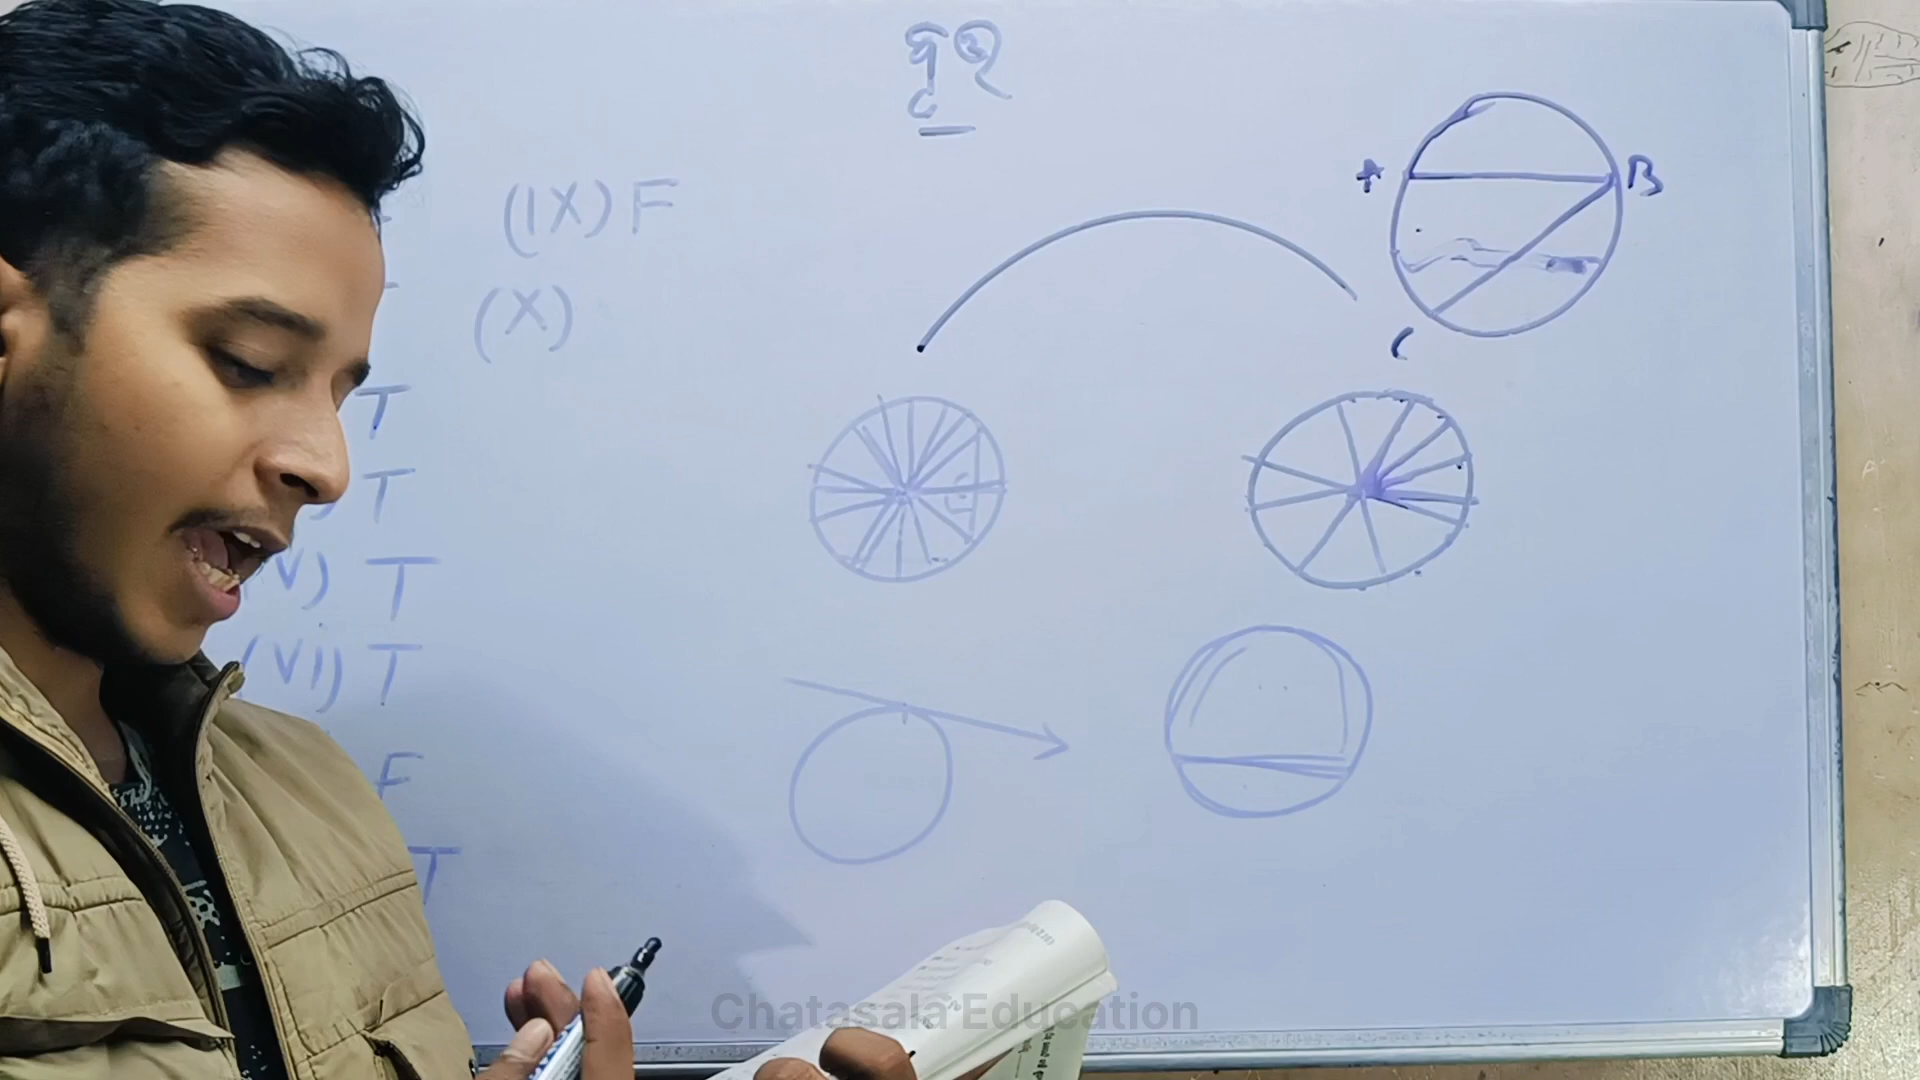 ବୃତ୍ତ
(IX) F
(X)
T
T
V) T
(VI) T
F
T
A
B
C
Chatasala Education